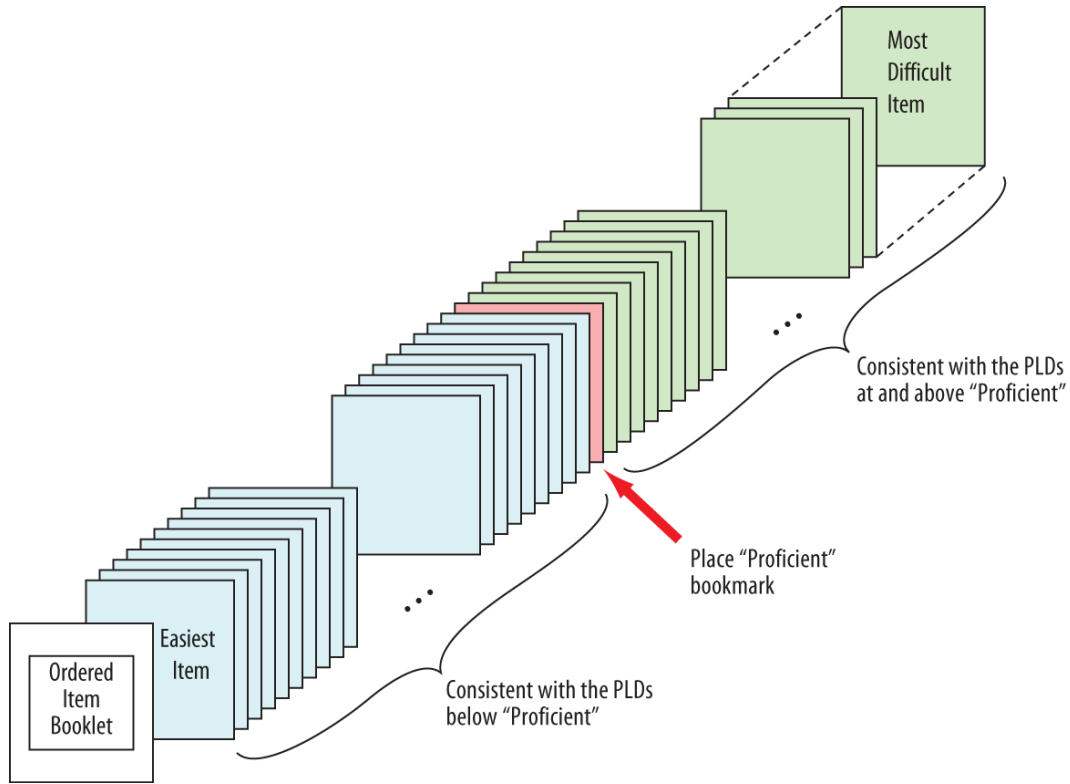 Most
Difficult
Item
Consistent with the PLDs
at and above “Proficient”
Place “Proficient”
bookmark
Easiest
Item
Ordered
Item
Booklet
Consistent with the PLDs
below “Proficient”